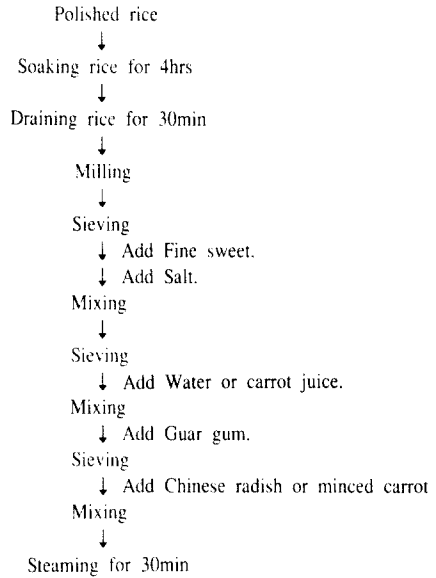 Polished rice
↓
Soaking rice for 4hrs
↓
Draining rice for 30min
↓
Milling
↓
Sieving
↓ Add Fine sweet.
↓ Add Salt.
Mixing
↓
Sieving
↓ Add Water or carrot juice.
Mixing
↓ Add Guar gum.
Sieving
↓ Add Chinese radish or minced carrot
Mixing
↓
Steaming for 30min